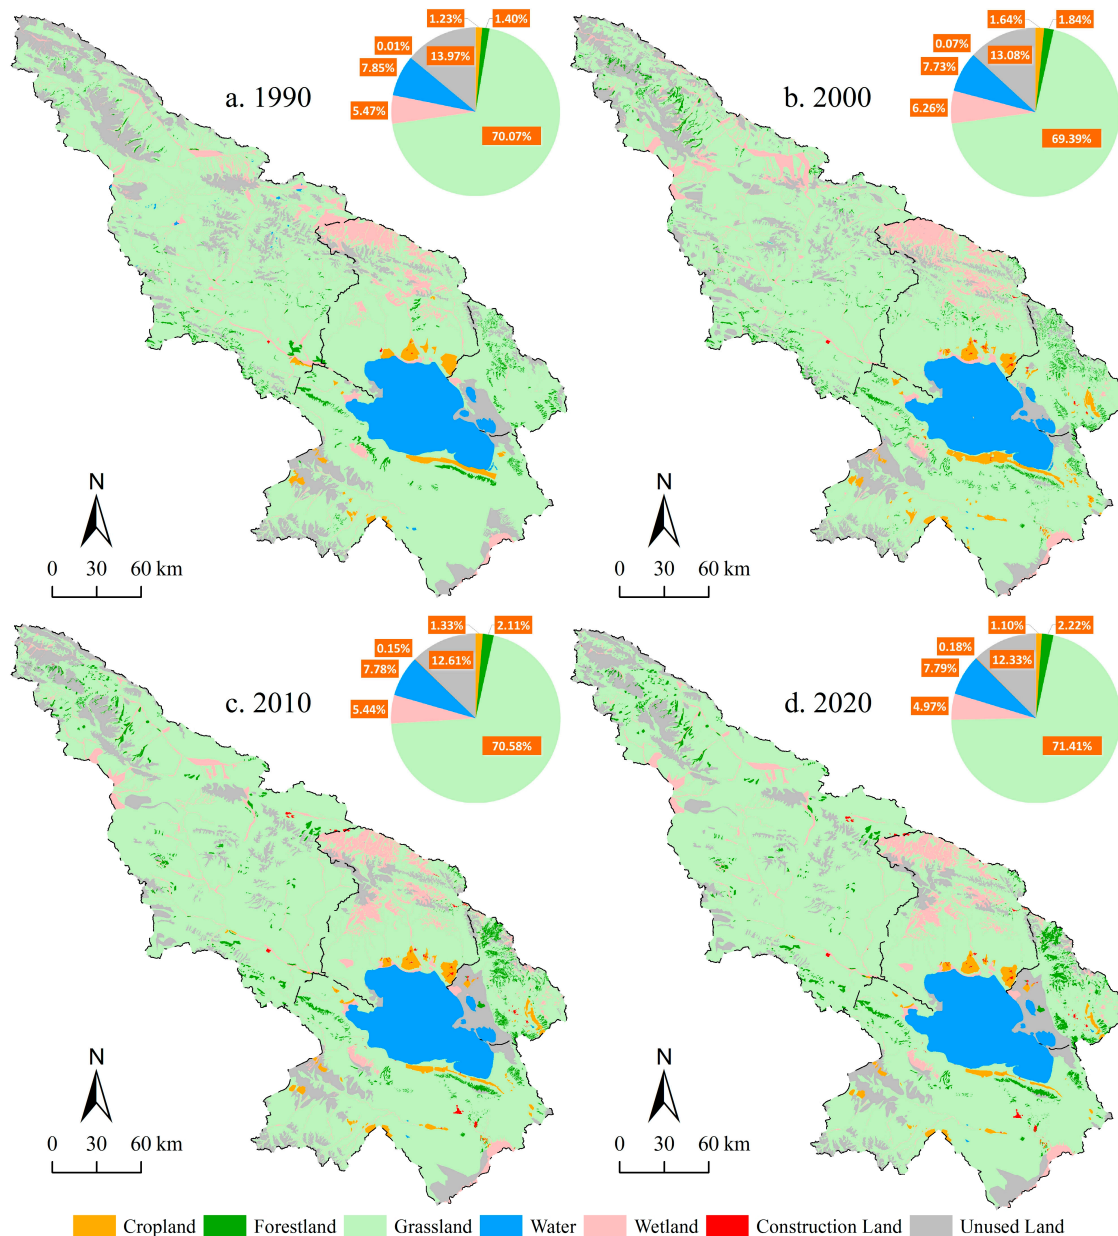 1.23% 1.40%
0.01% 13.97%
7.85%
5.47%
70.07%
a. 1990
N
0 30 60 km
1.64% 1.84%
0.07% 13.08%
7.73%
6.26%
69.39%
b. 2000
N
0 30 60 km
1.33% 2.11%
0.15% 12.61%
7.78%
5.44%
70.58%
c. 2010
N
0 30 60 km
1.10% 2.22%
0.18% 12.33%
7.79%
4.97%
71.41%
d. 2020
N
0 30 60 km
Cropland Forestland Grassland Water Wetland Construction Land Unused Land